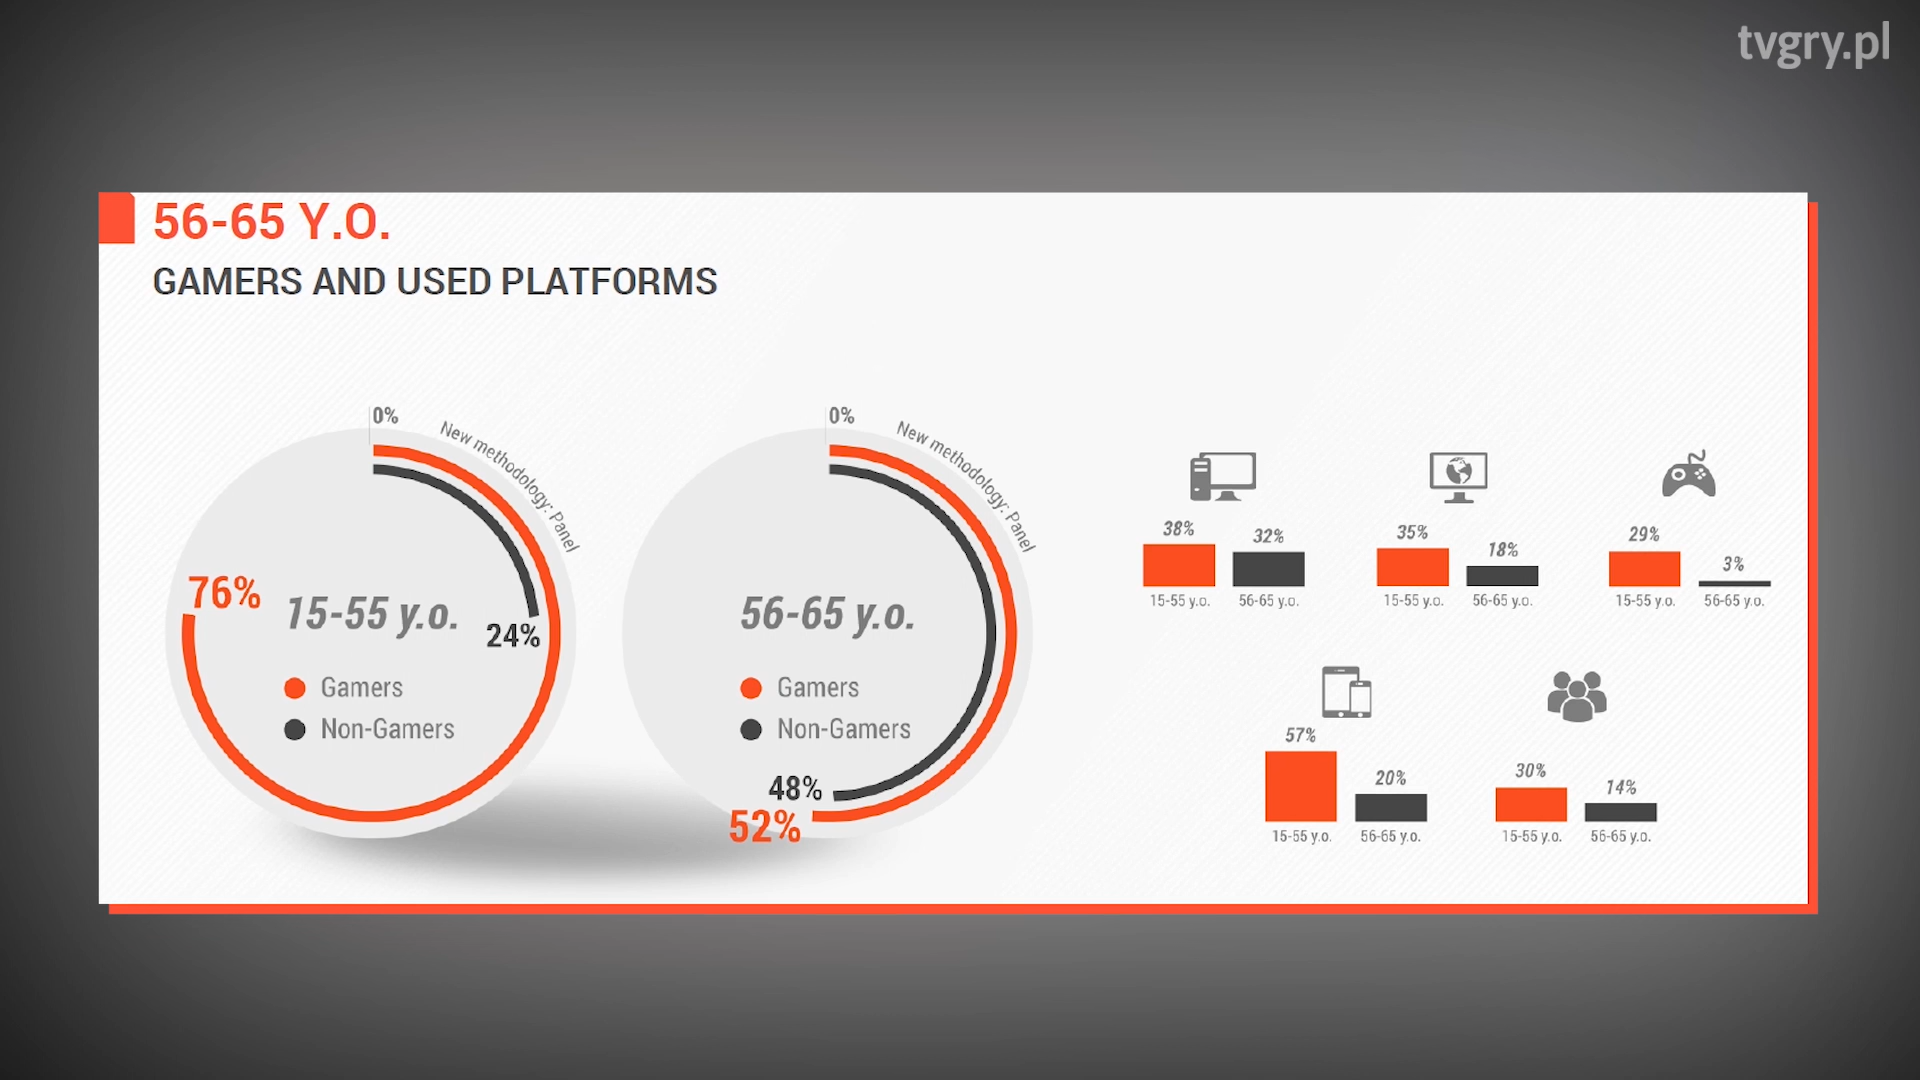 tvgry.pl
56-65 Y.O.
GAMERS AND USED PLATFORMS
0%
New methodology: Panel
76%
15-55 y.o.
24%
Gamers
Non-Gamers
0%
New methodology: Panel
56-65 y.o.
Gamers
Non-Gamers
48%
52%
38%
32%
15-55 y.o.
56-65 y.o.
35%
18%
15-55 y.o.
56-65 y.o.
29%
3%
15-55 y.o.
56-65 y.o.
57%
20%
15-55 y.o.
56-65 y.o.
30%
14%
15-55 y.o.
56-65 y.o.